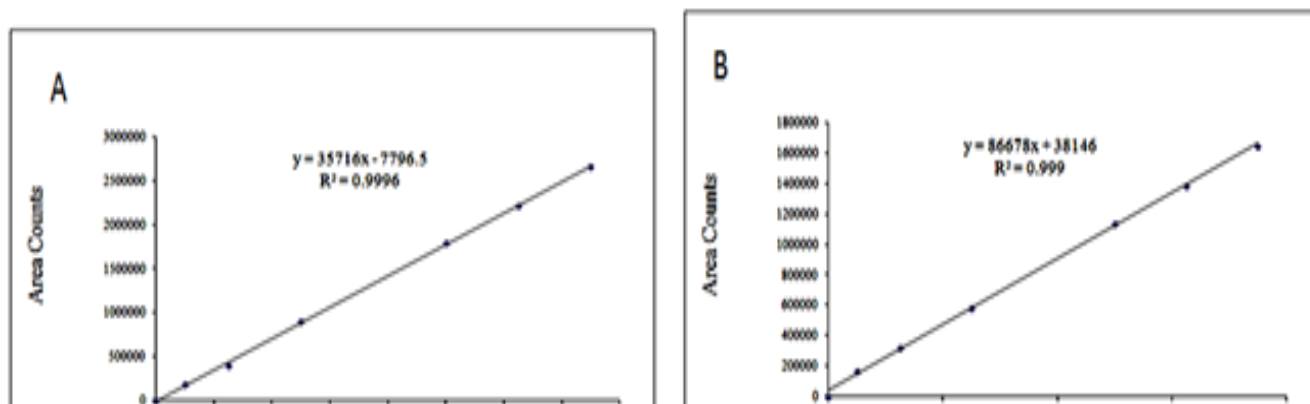 A
3000000
2500000
2000000
1500000
1000000
500000
0
Area Counts
y = 35716x - 7796.5
R² = 0.9996
B
1800000
1600000
1400000
1200000
1000000
800000
600000
400000
200000
0
Area Counts
y = 86678x + 38146
R² = 0.999